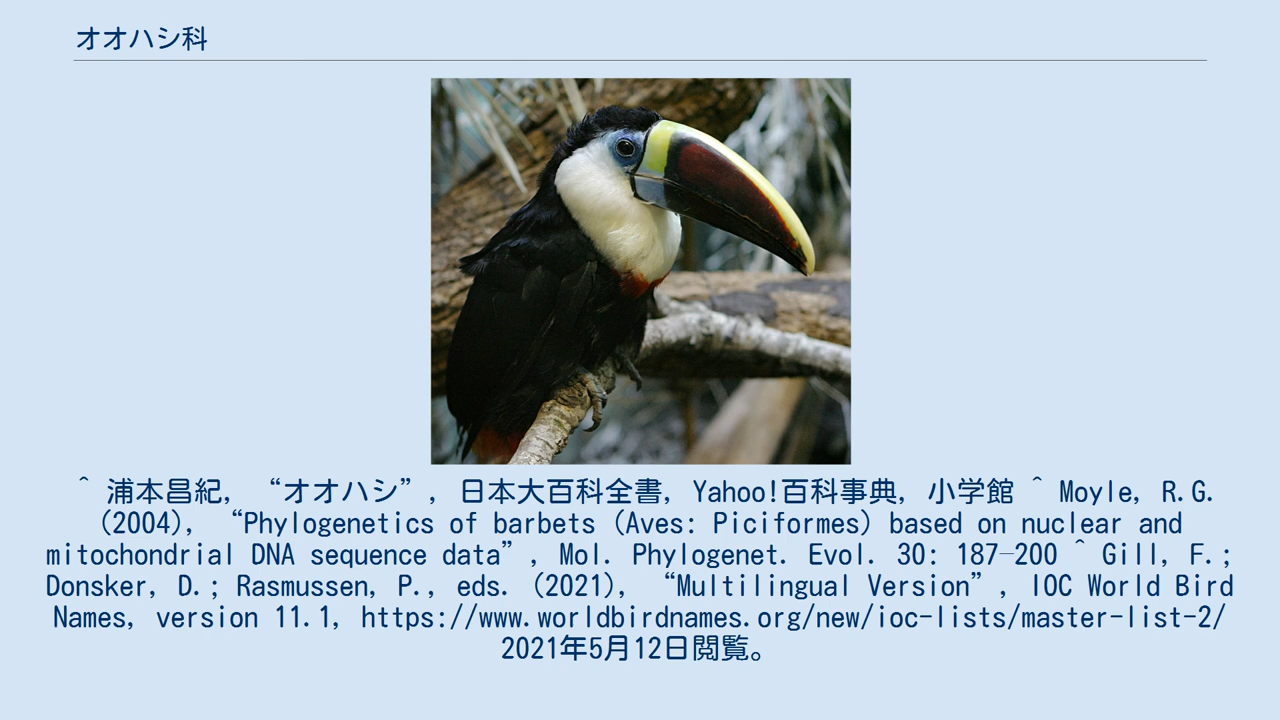 オオハシ科
^ 浦本昌紀, “オオハシ”, 日本大百科全書, Yahoo!百科事典, 小学館 ^ Moyle, R.G.
(2004), “Phylogenetics of barbets (Aves: Piciformes) based on nuclear and
mitochondrial DNA sequence data”, Mol. Phylogenet. Evol. 30: 187–200 ^ Gill, F.;
Donsker, D.; Rasmussen, P., eds. (2021), “Multilingual Version”, IOC World Bird
Names, version 11.1, https://www.worldbirdnames.org/new/ioc-lists/master-list-2/
2021年5月12日閲覧。